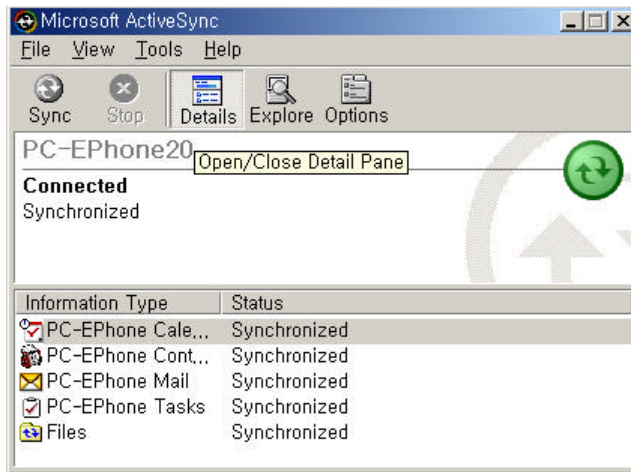 Microsoft ActiveSync
File View Tools Help
Sync Stop Details Explore Options
PC-EPhone20
Open/Close Detail Pane
Connected
Synchronized
Information Type Status
PC-EPhone Cale... Synchronized
PC-EPhone Cont... Synchronized
PC-EPhone Mail Synchronized
PC-EPhone Tasks Synchronized
Files Synchronized